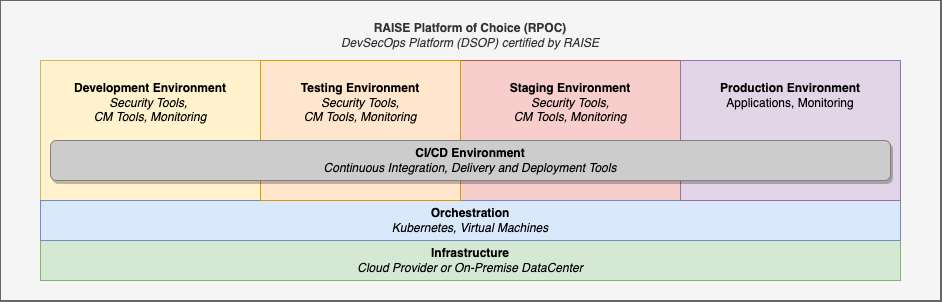 RAISE Platform of Choice (RPOC)
DevSecOps Platform (DSOP) certified by RAISE
Development Environment
Security Tools,
CM Tools, Monitoring
Testing Environment
Security Tools,
CM Tools, Monitoring
Staging Environment
Security Tools,
CM Tools, Monitoring
Production Environment
Applications, Monitoring
CI/CD Environment
Continuous Integration, Delivery and Deployment Tools
Orchestration
Kubernetes, Virtual Machines
Infrastructure
Cloud Provider or On-Premise DataCenter